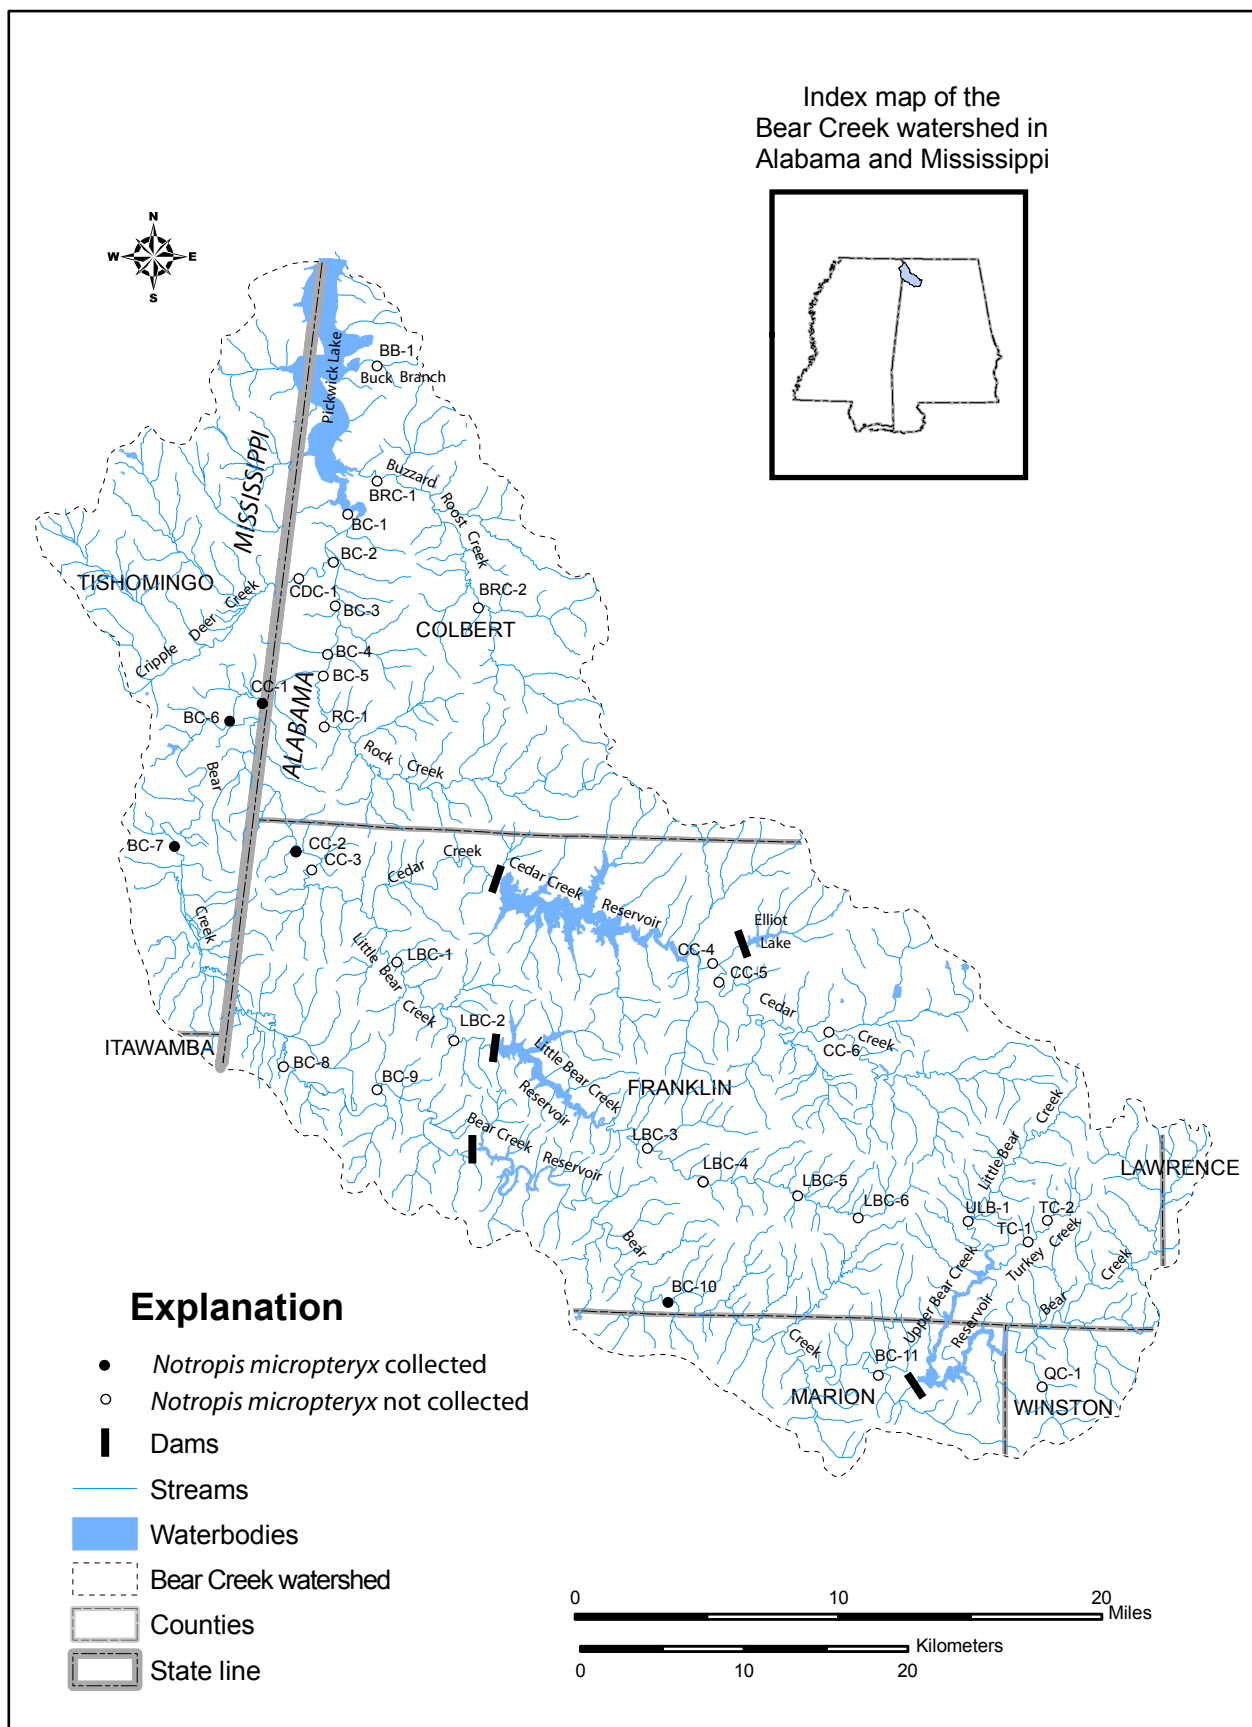 Index map of the
Bear Creek watershed in
Alabama and Mississippi
N
W
E
S
Pickwick Lake
BB-1
Buck Branch
MISSISSIPPI
Buzzard Roost Creek
BRC-1
BC-1
BC-2
TISHOMINGO
CDC-1
Cripple Deer Creek
BC-3
BRC-2
COLBERT
BC-4
BC-5
CC-1
ALABAMA
BC-6
RC-1
Rock Creek
Bear Creek
BC-7
CC-2
CC-3
Cedar Creek
Cedar Creek Reservoir
Elliot
Lake
CC-4
CC-5
Little Bear Creek
LBC-1
Cedar Creek
CC-6
LBC-2
ITAWAMBA
BC-8
BC-9
Little Bear Creek
Reservoir
FRANKLIN
Bear Creek Reservoir
LBC-3
LBC-4
LBC-5
LBC-6
Little Bear Creek
LAWRENCE
ULB-1
TC-2
TC-1
Turkey Creek
Bear Creek
Bear
BC-10
Upper Bear Creek
Reservoir
Creek
BC-11
MARION
QC-1
WINSTON
Explanation
Notropis micropteryx collected
Notropis micropteryx not collected
Dams
Streams
Waterbodies
Bear Creek watershed
Counties
State line
0 10 20
Miles
Kilometers
0 10 20